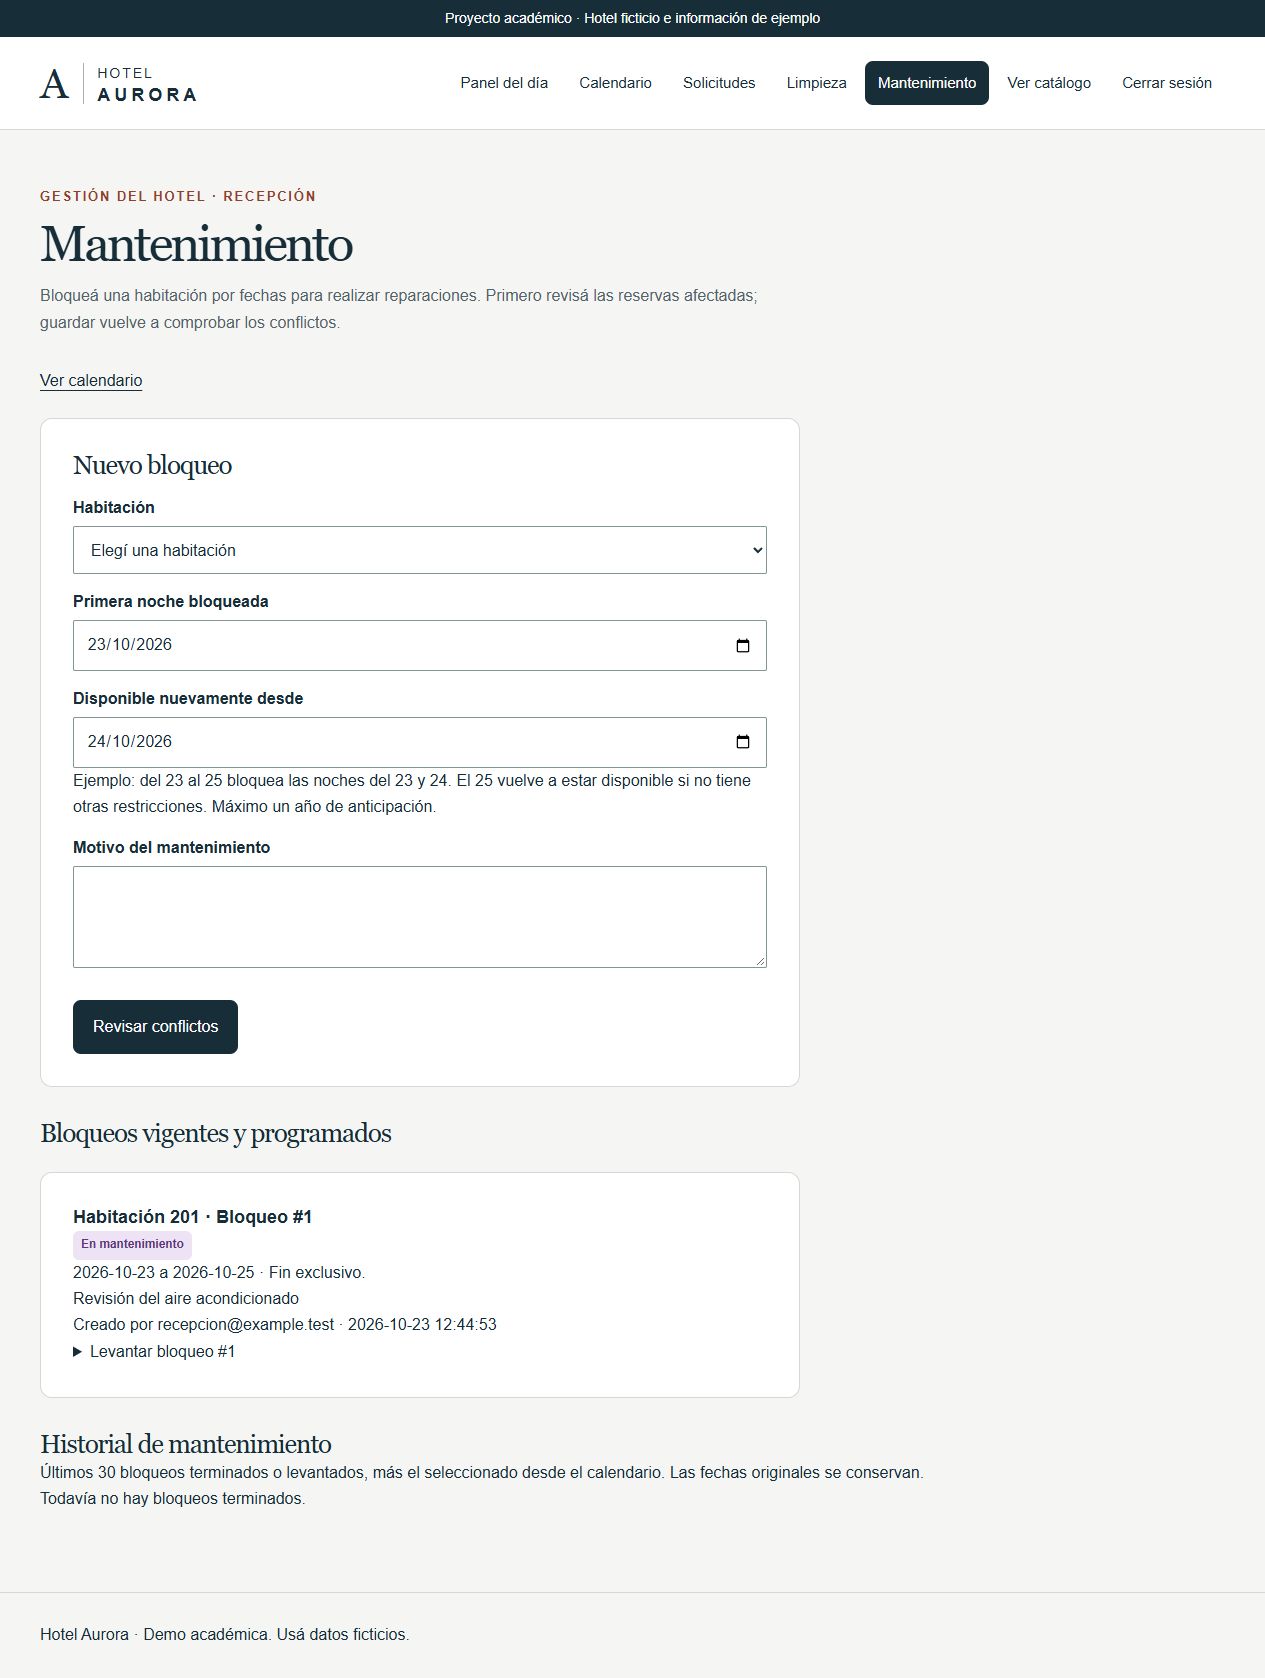 Proyecto académico · Hotel ficticio e información de ejemplo
A HOTEL AURORA
Panel del día Calendario Solicitudes Limpieza Mantenimiento Ver catálogo Cerrar sesión
GESTIÓN DEL HOTEL · RECEPCIÓN
Mantenimiento
Bloqueá una habitación por fechas para realizar reparaciones. Primero revisá las reservas afectadas;
guardar vuelve a comprobar los conflictos.
Ver calendario
Nuevo bloqueo
Habitación
Elegí una habitación
Primera noche bloqueada
23/10/2026
Disponible nuevamente desde
24/10/2026
Ejemplo: del 23 al 25 bloquea las noches del 23 y 24. El 25 vuelve a estar disponible si no tiene
otras restricciones. Máximo un año de anticipación.
Motivo del mantenimiento
Revisar conflictos
Bloqueos vigentes y programados
Habitación 201 · Bloqueo #1
En mantenimiento
2026-10-23 a 2026-10-25 · Fin exclusivo.
Revisión del aire acondicionado
Creado por recepcion@example.test · 2026-10-23 12:44:53
Levantar bloqueo #1
Historial de mantenimiento
Últimos 30 bloqueos terminados o levantados, más el seleccionado desde el calendario. Las fechas originales se conservan.
Todavía no hay bloqueos terminados.
Hotel Aurora · Demo académica. Usá datos ficticios.